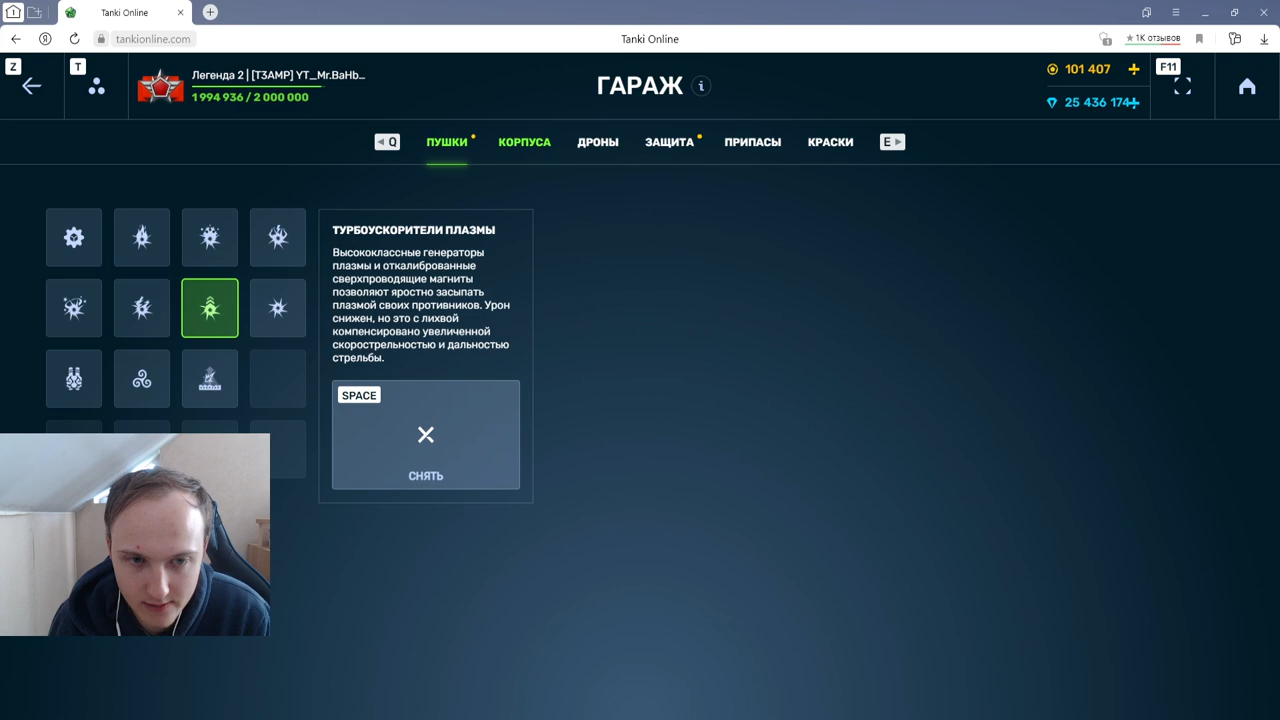 Tanki Online
tankionline.com
Tanki Online
★1K отзывов
Z
T
Легенда 2 | [T3AMP] YT_Mr.BaHb...
1 994 936 / 2 000 000
ГАРАЖ
101 407
25 436 174
F11
Q
ПУШКИ
КОРПУСА
ДРОНЫ
ЗАЩИТА
ПРИПАСЫ
КРАСКИ
E
ТУРБОУСКОРИТЕЛИ ПЛАЗМЫ
Высококлассные генераторы
плазмы и откалиброванные
сверхпроводящие магниты
позволяют яростно засыпать
плазмой своих противников. Урон
снижен, но это с лихвой
компенсировано увеличенной
скорострельностью и дальностью
стрельбы.
SPACE
СНЯТЬ